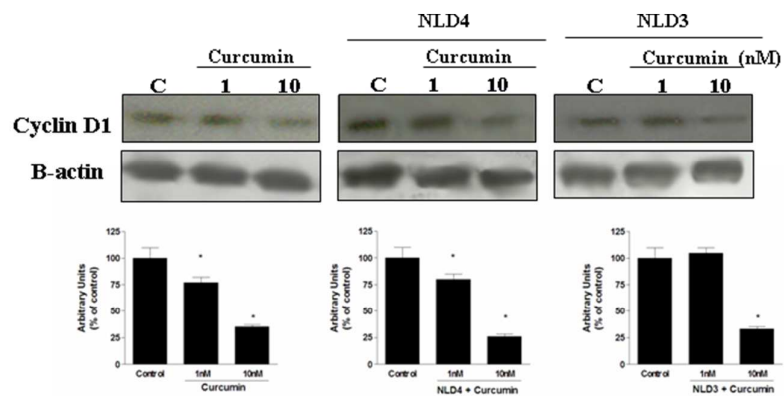 NLD4 NLD3
Curcumin Curcumin Curcumin (nM)
C 1 10 C 1 10 C 1 10
Cyclin D1
B-actin
125
100
75
50
25
0
Arbitrary Units
(% of control)
*
*
Control 1nM 10nM
Curcumin
125
100
75
50
25
0
Arbitrary Units
(% of control)
*
*
Control 1nM 10nM
NLD4 + Curcumin
125
100
75
50
25
0
Arbitrary Units
(% of control)
*
Control 1nM 10nM
NLD3 + Curcumin